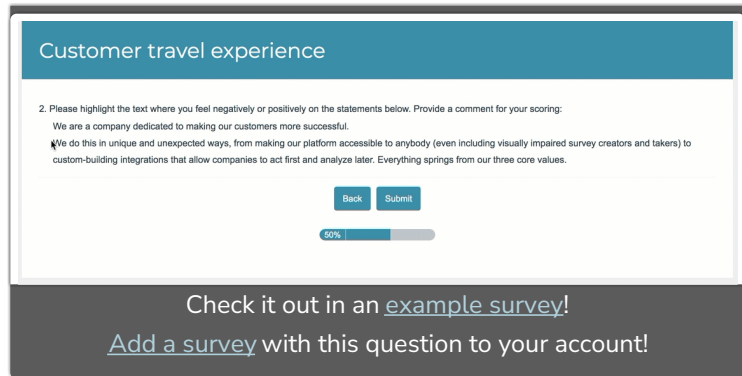 Customer travel experience
2. Please highlight the text where you feel negatively or positively on the statements below. Provide a comment for your scoring:
We are a company dedicated to making our customers more successful.
We do this in unique and unexpected ways, from making our platform accessible to anybody (even including visually impaired survey creators and takers) to
custom-building integrations that allow companies to act first and analyze later. Everything springs from our three core values.
Back Submit
50%
Check it out in an example survey!
Add a survey with this question to your account!